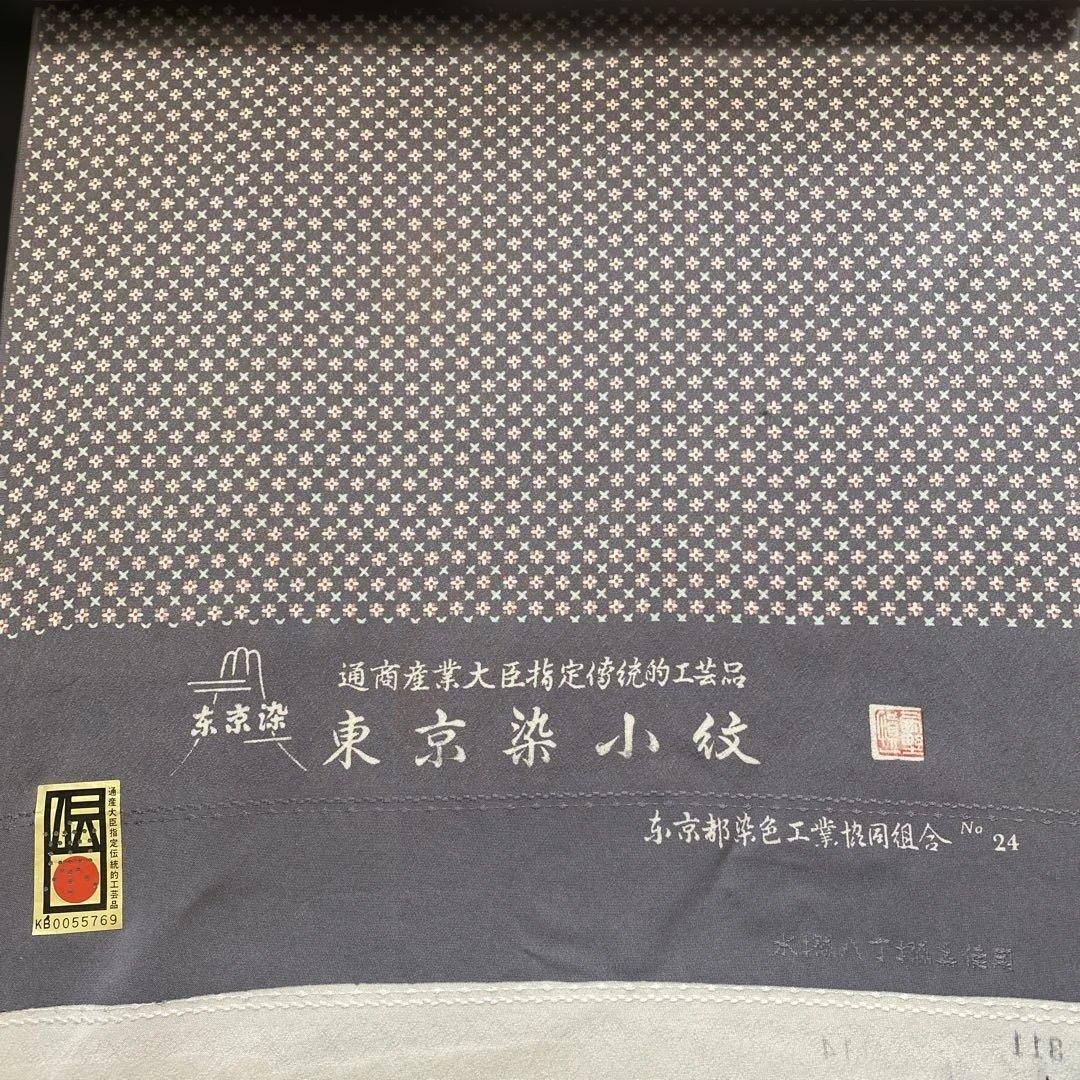 通商産業大臣指定傳統的工芸品
东京染
東京染小紋
通産大臣指定伝統的工芸品
伝
KB0055769
东京都染色工業協同組合 No 24
118